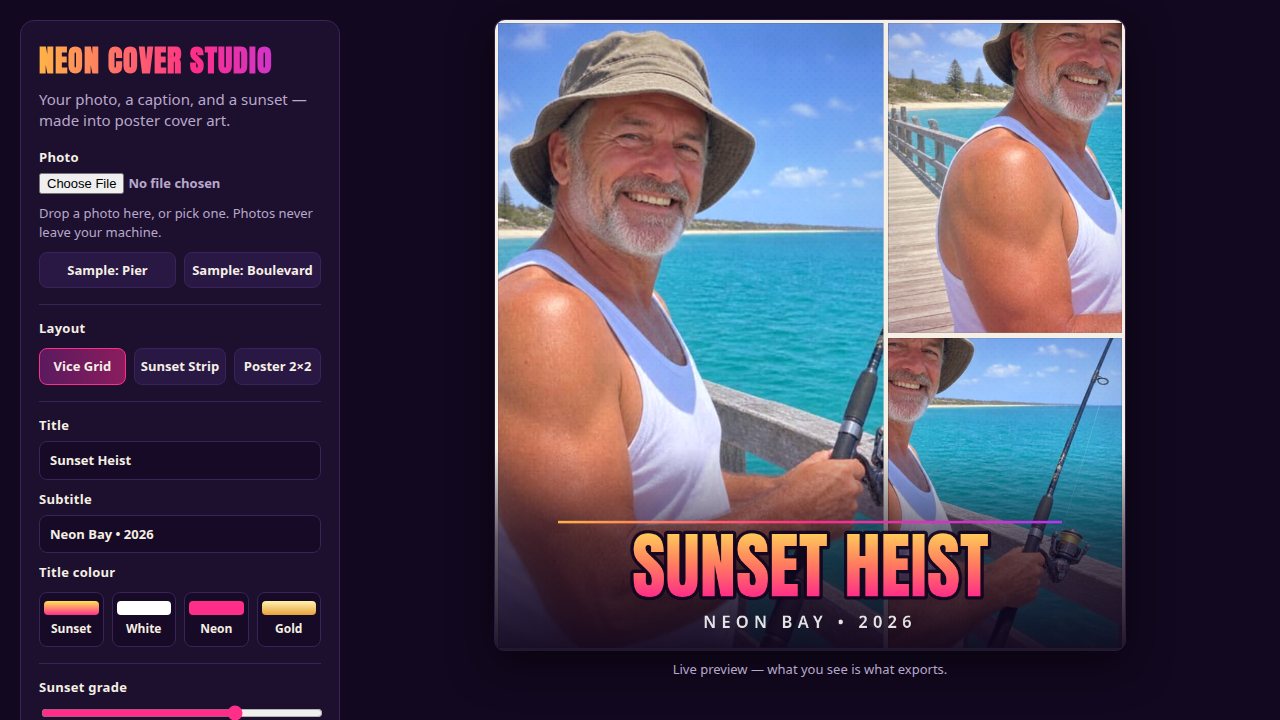 NEON COVER STUDIO
Your photo, a caption, and a sunset —
made into poster cover art.
Photo
Choose File No file chosen
Drop a photo here, or pick one. Photos never
leave your machine.
Sample: Pier
Sample: Boulevard
Layout
Vice Grid
Sunset Strip
Poster 2×2
Title
Sunset Heist
Subtitle
Neon Bay • 2026
Title colour
Sunset
White
Neon
Gold
Sunset grade
SUNSET HEIST
NEON BAY • 2026
Live preview — what you see is what exports.